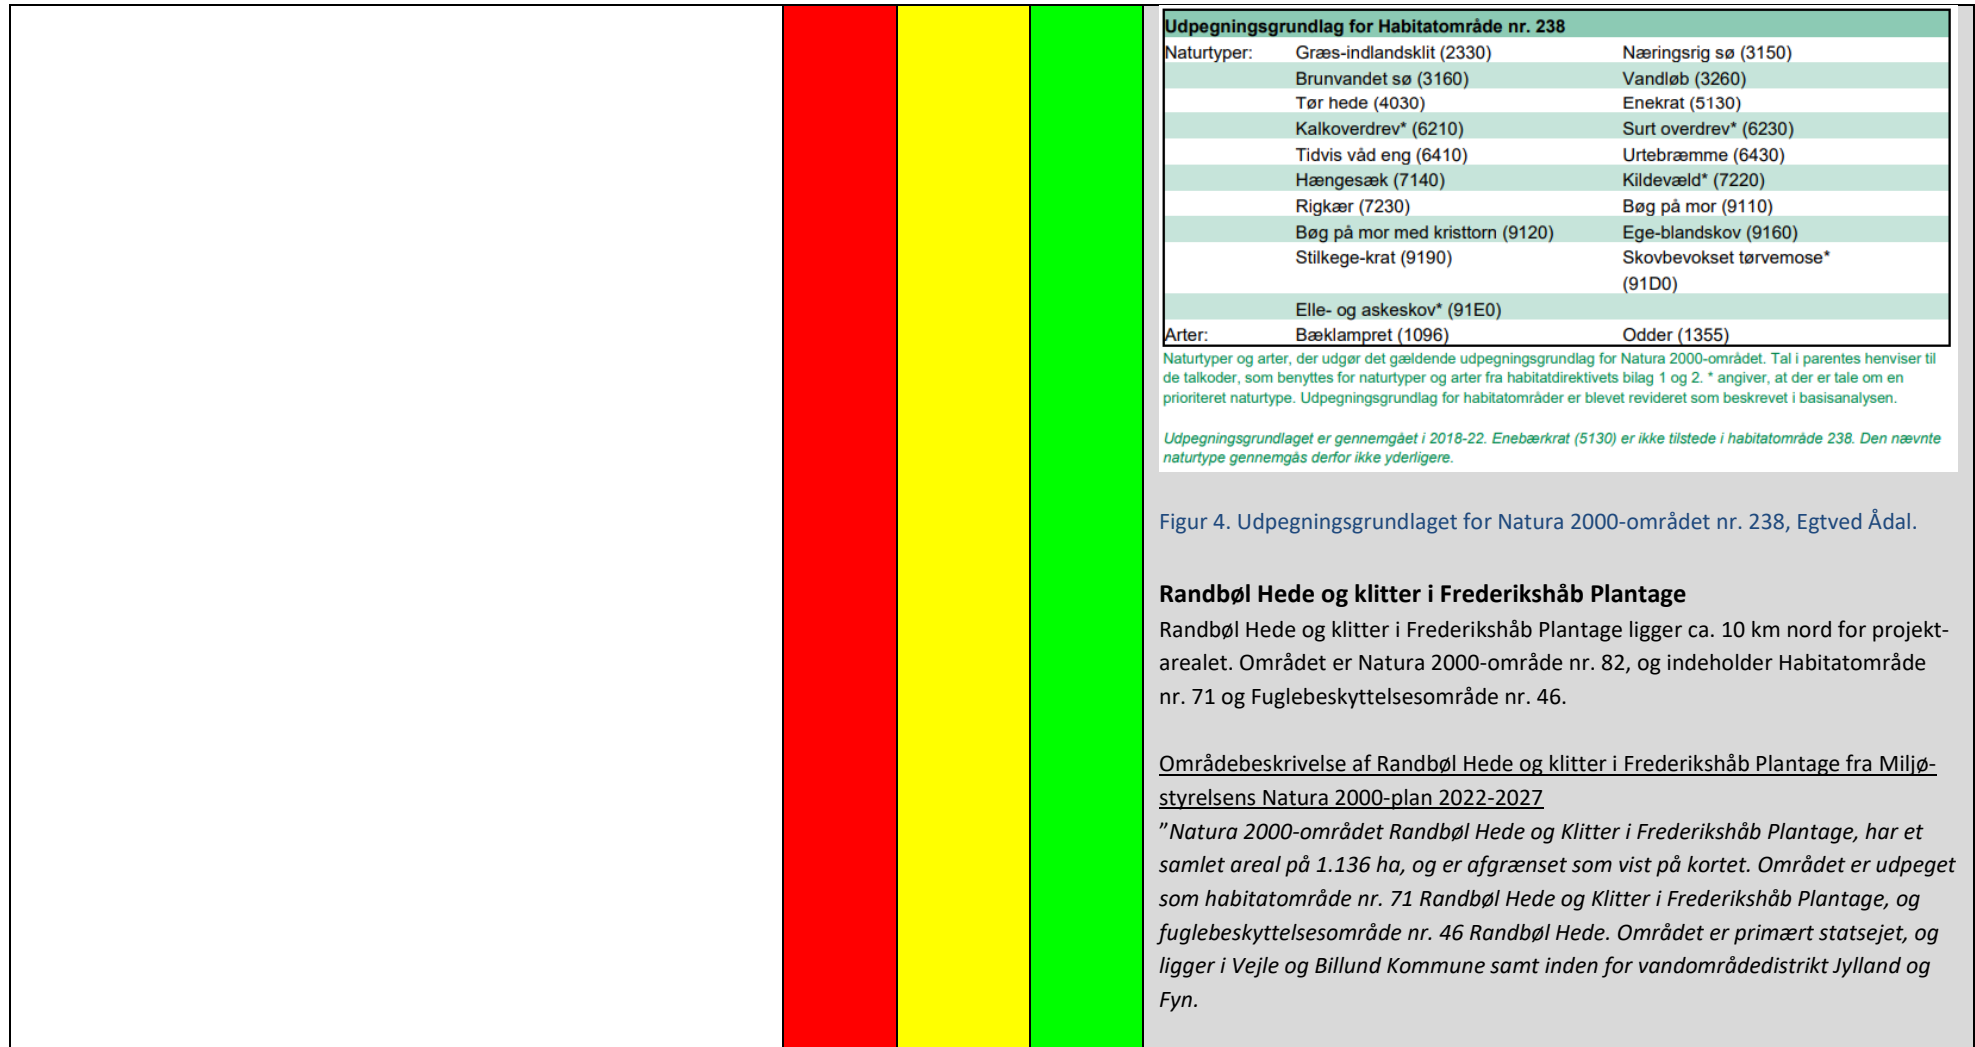 Udpegningsgrundlag for Habitatområde nr. 238
Naturtyper: Græs-indlandsklit (2330) Næringsrig sø (3150)
Brunvandet sø (3160) Vandløb (3260)
Tør hede (4030) Enekrat (5130)
Kalkoverdrev* (6210) Surt overdrev* (6230)
Tidvis våd eng (6410) Urtebræmme (6430)
Hængesæk (7140) Kildevæld* (7220)
Rigkær (7230) Bøg på mor (9110)
Bøg på mor med kristtorn (9120) Ege-blandskov (9160)
Stilkege-krat (9190) Skovbevokset tørvemose*
(91D0)
Elle- og askeskov* (91E0)
Arter: Bæklampret (1096) Odder (1355)
Naturtyper og arter, der udgør det gældende udpegningsgrundlag for Natura 2000-området. Tal i parentes henviser til
de talkoder, som benyttes for naturtyper og arter fra habitatdirektivets bilag 1 og 2. * angiver, at der er tale om en
prioriteret naturtype. Udpegningsgrundlag for habitatområder er blevet revideret som beskrevet i basisanalysen.
Udpegningsgrundlaget er gennemgået i 2018-22. Enebærkrat (5130) er ikke tilstede i habitatområde 238. Den nævnte
naturtype gennemgås derfor ikke yderligere.
Figur 4. Udpegningsgrundlaget for Natura 2000-området nr. 238, Egtved Ådal.
Randbøl Hede og klitter i Frederikshåb Plantage
Randbøl Hede og klitter i Frederikshåb Plantage ligger ca. 10 km nord for projekt-
arealet. Området er Natura 2000-område nr. 82, og indeholder Habitatområde
nr. 71 og Fuglebeskyttelsesområde nr. 46.
Områdebeskrivelse af Randbøl Hede og klitter i Frederikshåb Plantage fra Miljø-
styrelsens Natura 2000-plan 2022-2027
”Natura 2000-området Randbøl Hede og Klitter i Frederikshåb Plantage, har et
samlet areal på 1.136 ha, og er afgrænset som vist på kortet. Området er udpeget
som habitatområde nr. 71 Randbøl Hede og Klitter i Frederikshåb Plantage, og
fuglebeskyttelsesområde nr. 46 Randbøl Hede. Området er primært statsejet, og
ligger i Vejle og Billund Kommune samt inden for vandområdedistrikt Jylland og
Fyn.